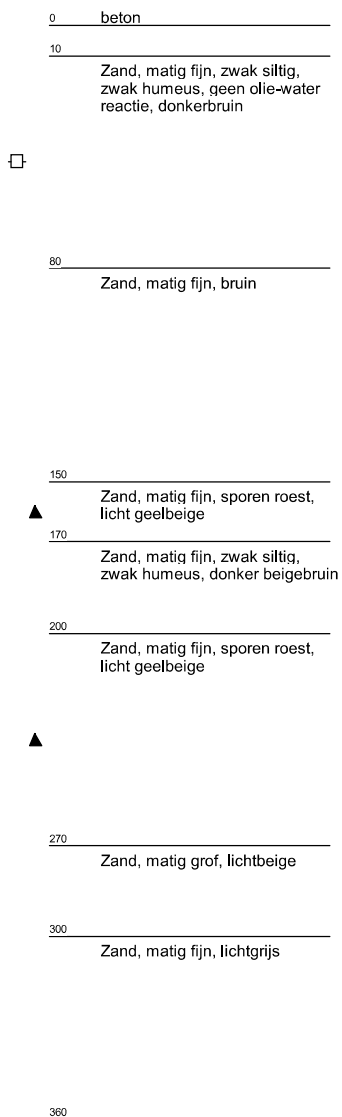 0 beton
10
Zand, matig fijn, zwak siltig,
zwak humeus, geen olie-water
reactie, donkerbruin
80
Zand, matig fijn, bruin
150
Zand, matig fijn, sporen roest,
licht geelbeige
170
Zand, matig fijn, zwak siltig,
zwak humeus, donker beigebruin
200
Zand, matig fijn, sporen roest,
licht geelbeige
270
Zand, matig grof, lichtbeige
300
Zand, matig fijn, lichtgrijs
360